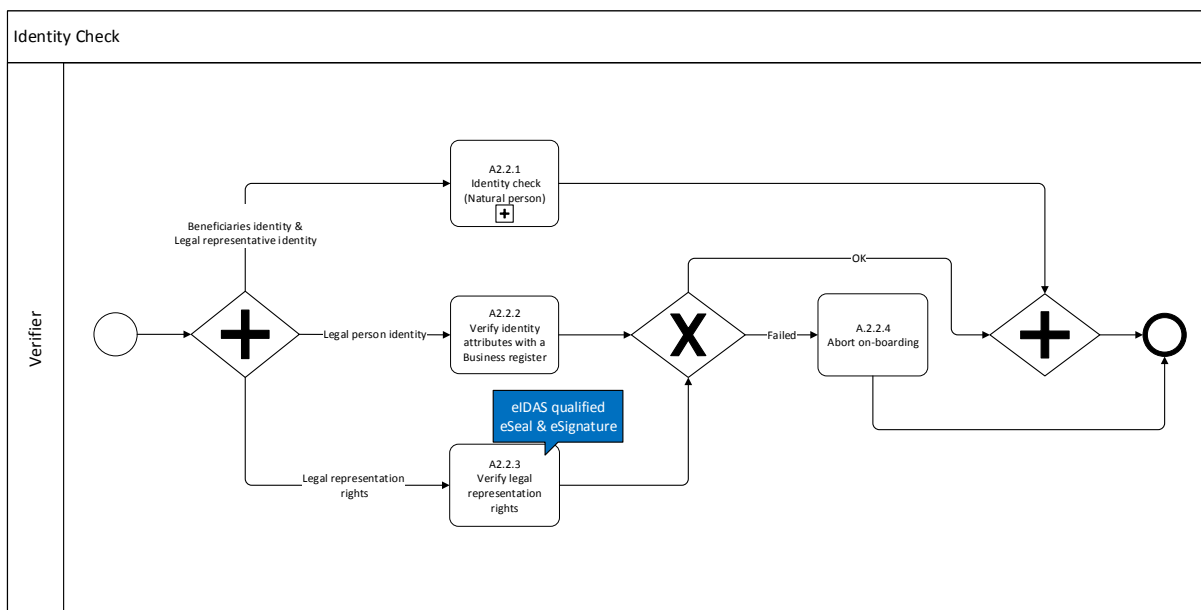 Identity Check
Verifier
A2.2.1
Identity check
(Natural person)
Beneficiaries identity &
Legal representative identity
OK
Legal person identity
A2.2.2
Verify identity
attributes with a
Business register
X
Failed
A.2.2.4
Abort on-boarding
eIDAS qualified
eSeal & eSignature
Legal representation
rights
A2.2.3
Verify legal
representation
rights